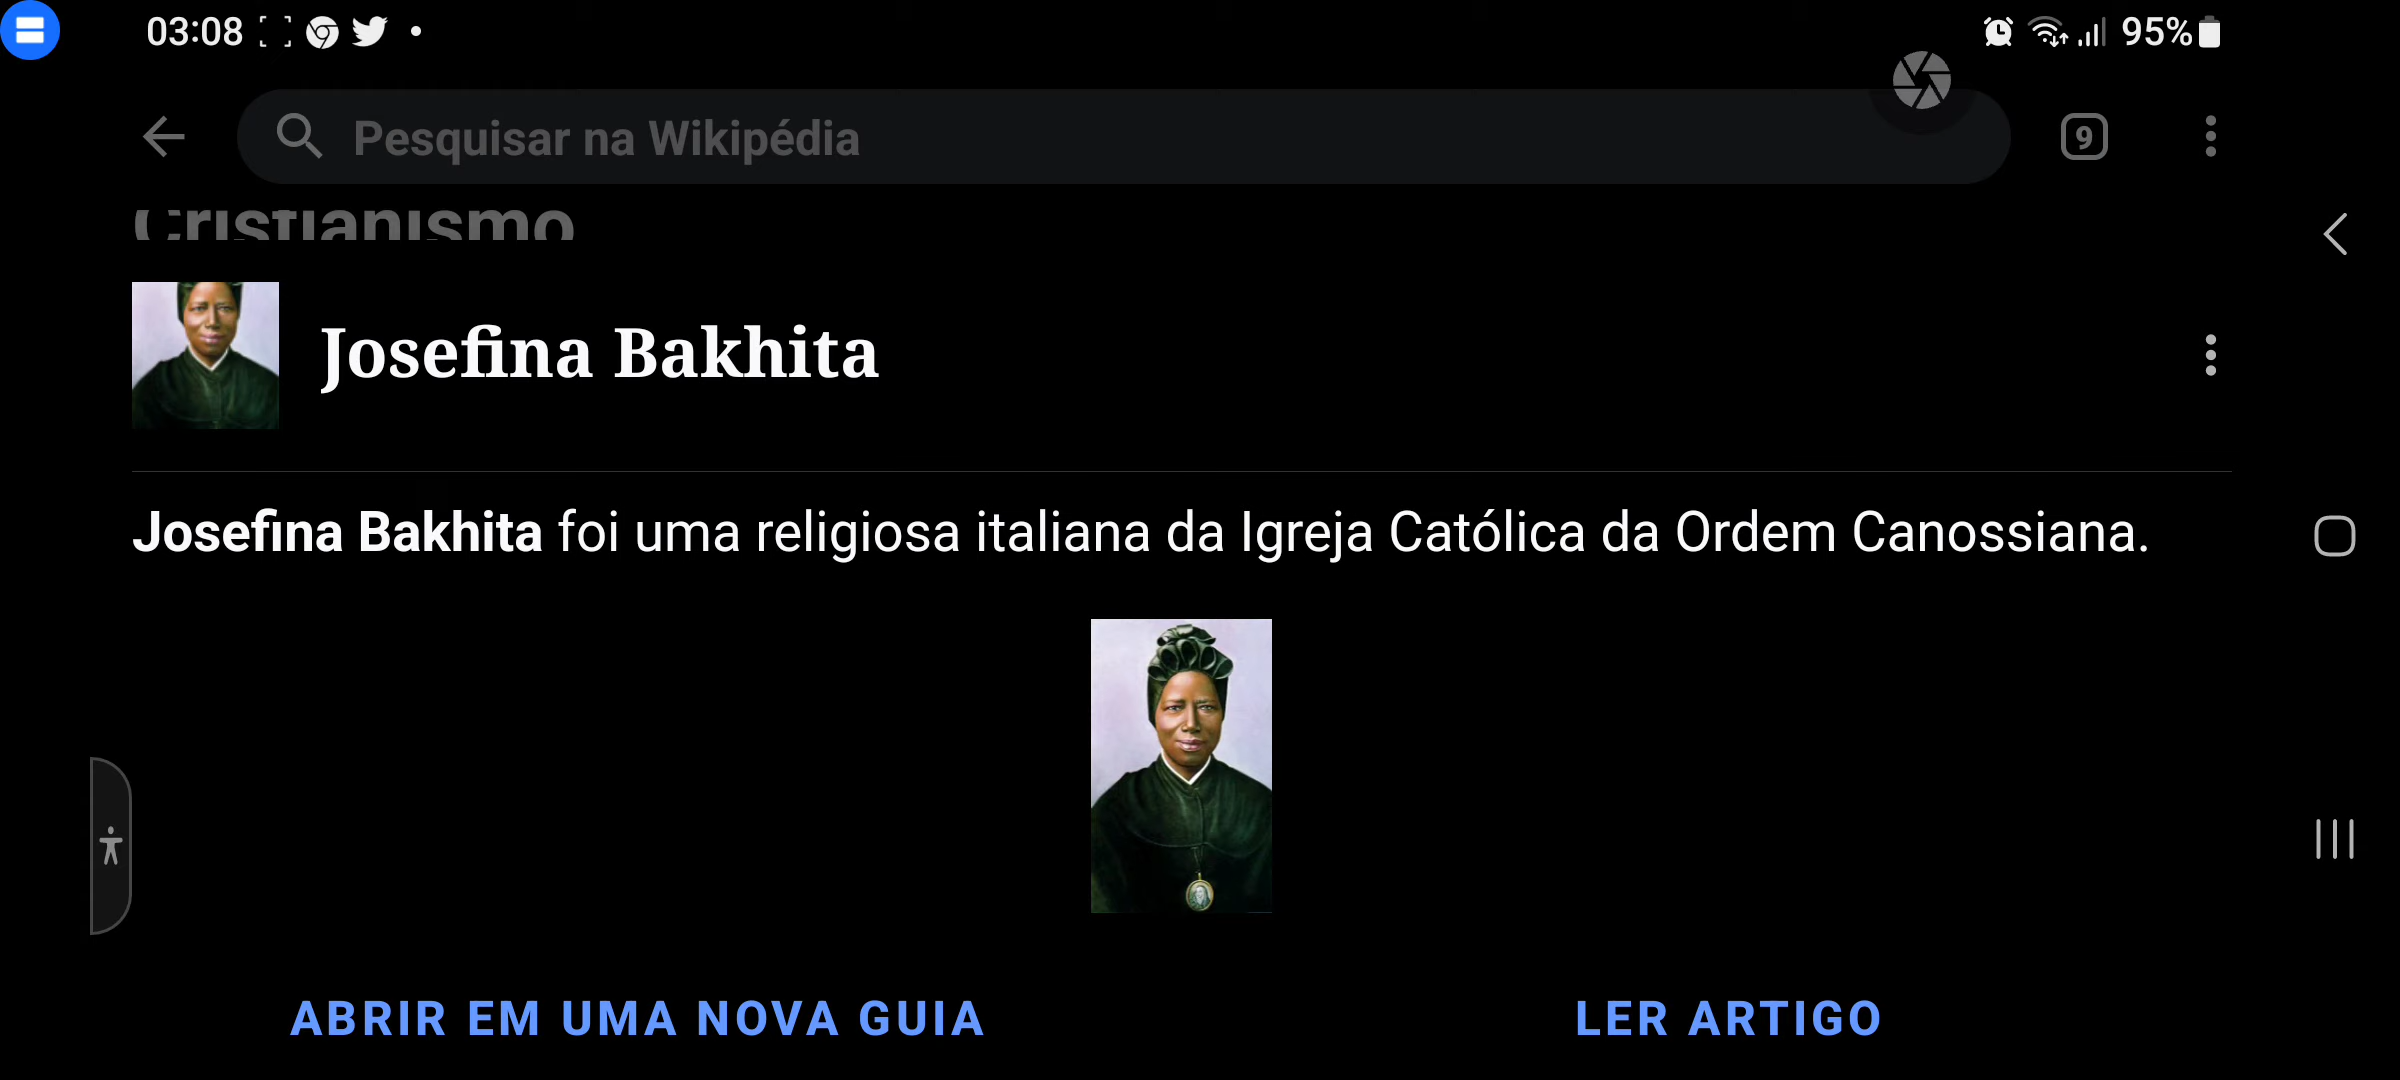 03:08
95%
Pesquisar na Wikipédia
9
Cristianismo
Josefina Bakhita
Josefina Bakhita foi uma religiosa italiana da Igreja Católica da Ordem Canossiana.
ABRIR EM UMA NOVA GUIA
LER ARTIGO